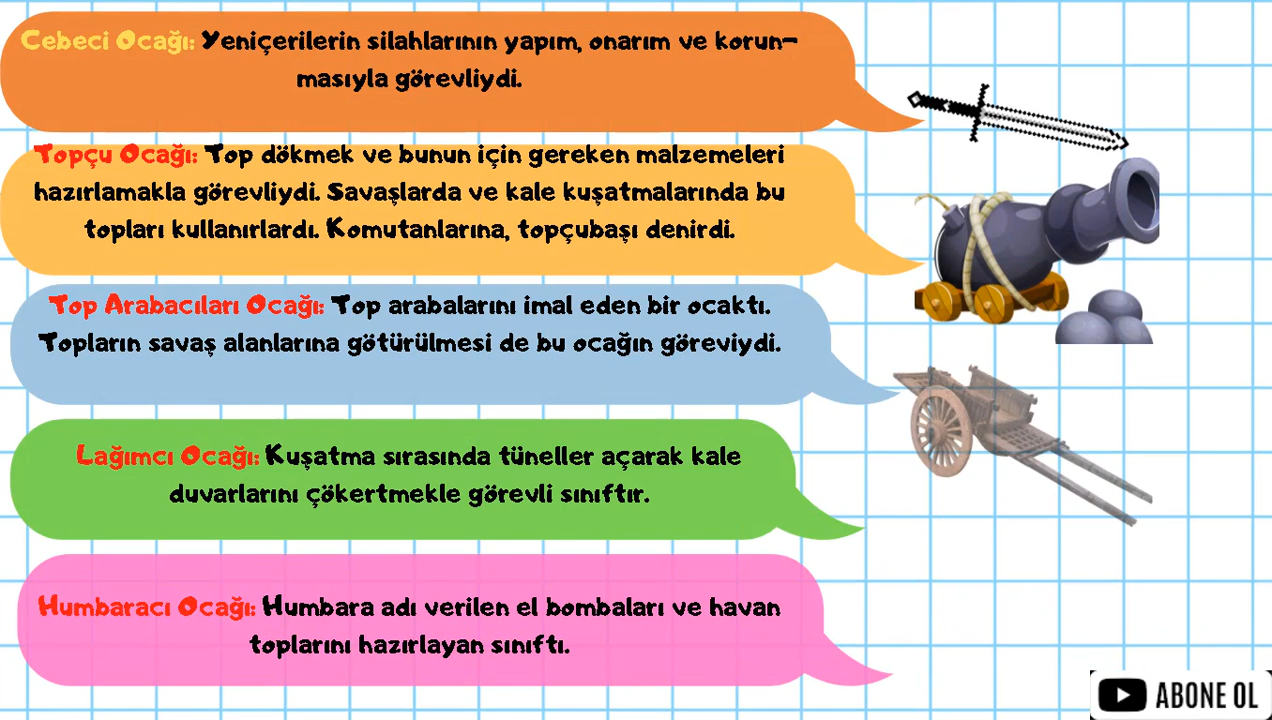 Cebeci Ocağı: Yeniçerilerin silahlarının yapım, onarım ve korun-
masıyla görevliydi.
Topçu Ocağı: Top dökmek ve bunun için gereken malzemeleri
hazırlamakla görevliydi. Savaşlarda ve kale kuşatmalarında bu
topları kullanırlardı. Komutanlarına, topçubaşı denirdi.
Top Arabacıları Ocağı: Top arabalarını imal eden bir ocaktı.
Topların savaş alanlarına götürülmesi de bu ocağın göreviydi.
Lağımcı Ocağı: Kuşatma sırasında tüneller açarak kale
duvarlarını çökertmekle görevli sınıftır.
Humbaracı Ocağı: Humbara adı verilen el bombaları ve havan
toplarını hazırlayan sınıftı.
ABONE OL